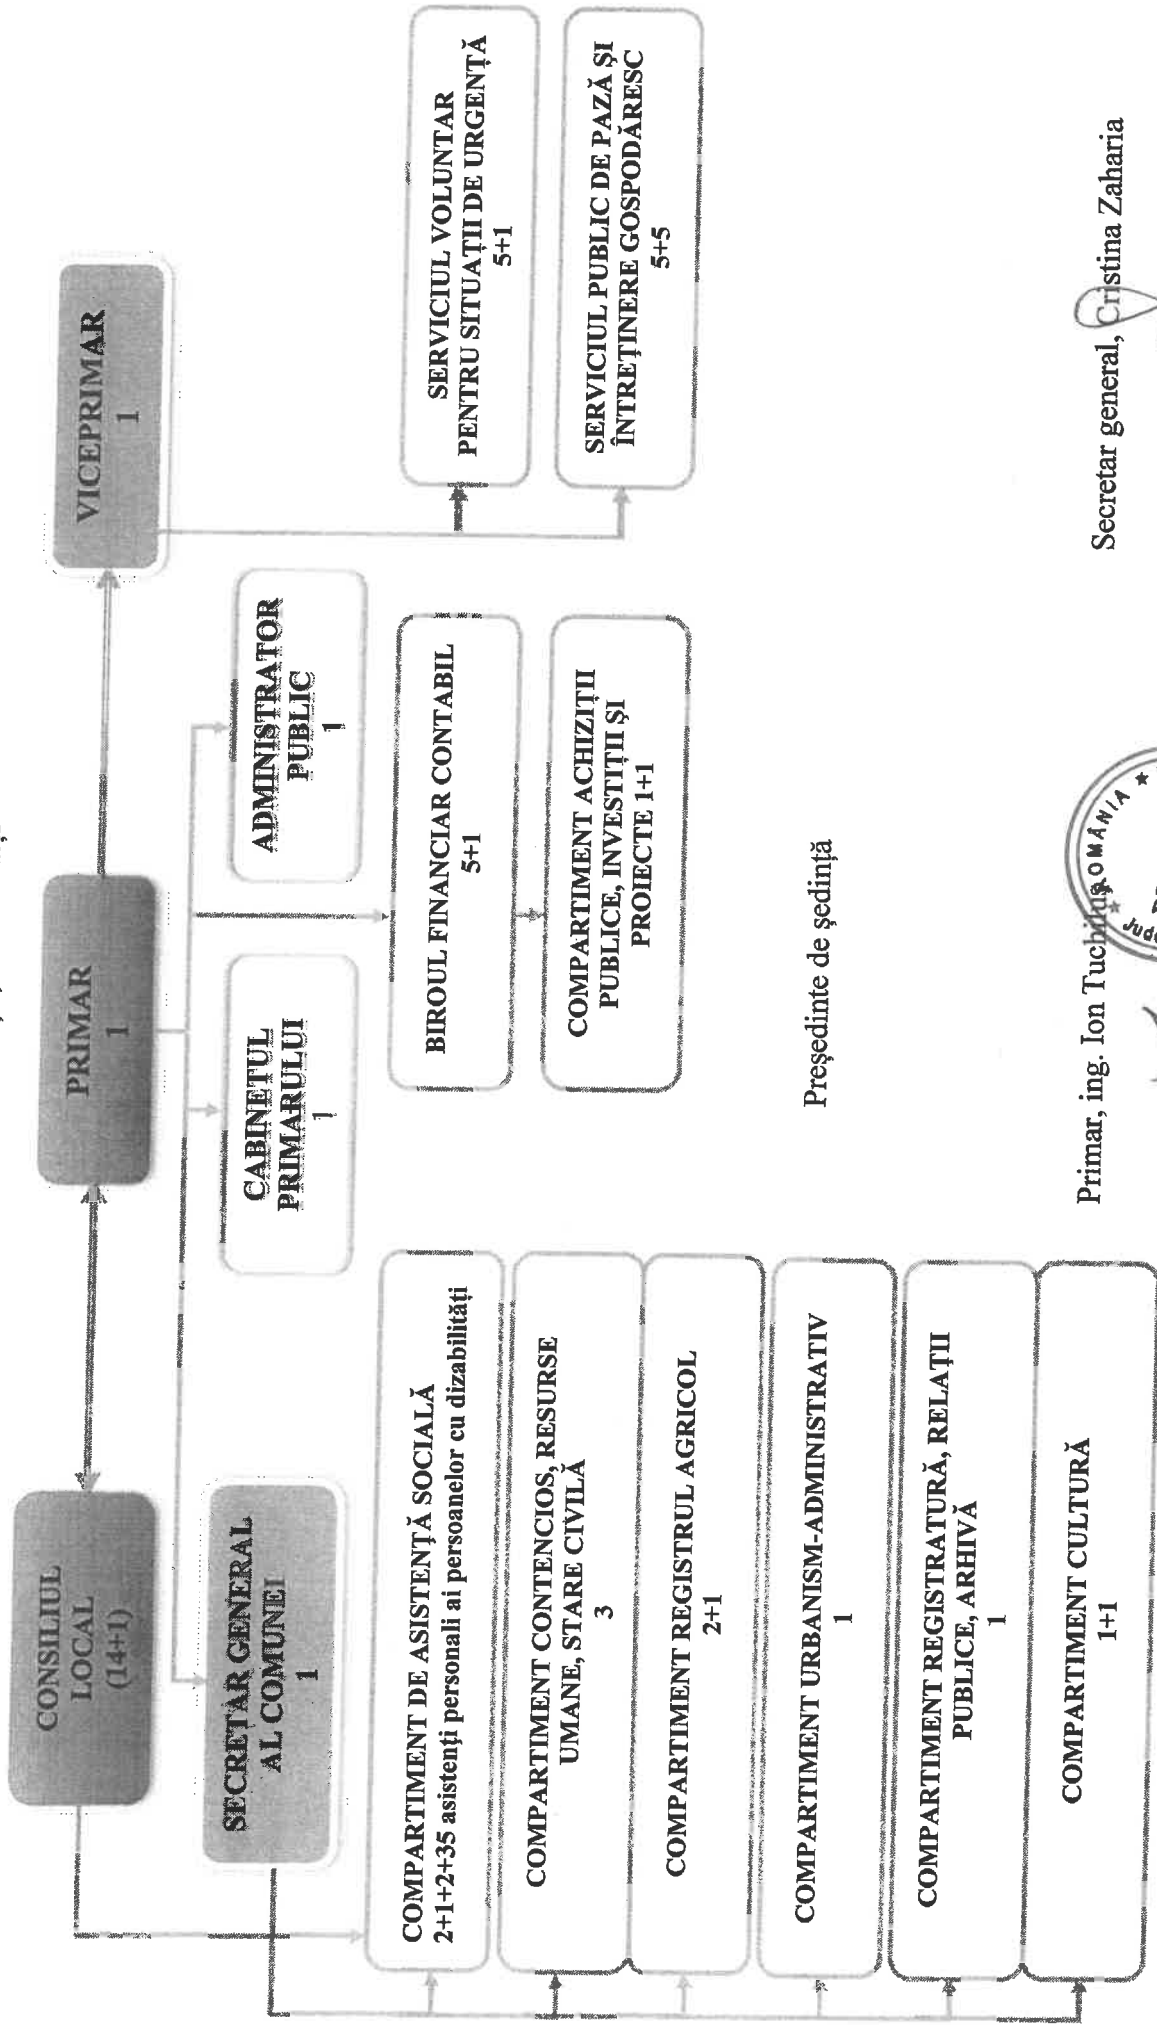 CONSILIUL
LOCAL
(14+1)
PRIMAR
1
VICEPRIMAR
1
SECRETAR GENERAL
AL COMUNEI
1
CABINETUL
PRIMARULUI
1
ADMINISTRATOR
PUBLIC
1
COMPARTIMENT DE ASISTENȚĂ SOCIALĂ
2+1+2+35 asistenți personali ai persoanelor cu dizabilități
COMPARTIMENT CONTENCIOS, RESURSE
UMANE, STARE CIVILĂ
3
COMPARTIMENT REGISTRUL AGRICOL
2+1
COMPARTIMENT URBANISM-ADMINISTRATIV
1
COMPARTIMENT REGISTRATURĂ, RELAȚII
PUBLICE, ARHIVĂ
1
COMPARTIMENT CULTURĂ
1+1
BIROUL FINANCIAR CONTABIL
5+1
COMPARTIMENT ACHIZIȚII
PUBLICE, INVESTIȚII ȘI
PROIECTE 1+1
SERVICIUL VOLUNTAR
PENTRU SITUAȚII DE URGENȚĂ
5+1
SERVICIUL PUBLIC DE PAZĂ ȘI
ÎNTREȚINERE GOSPODĂRESC
5+5
Președinte de ședință
Primar, ing. Ion Tuchiluș
ROMÂNIA
Secretar general, Cristina Zaharia